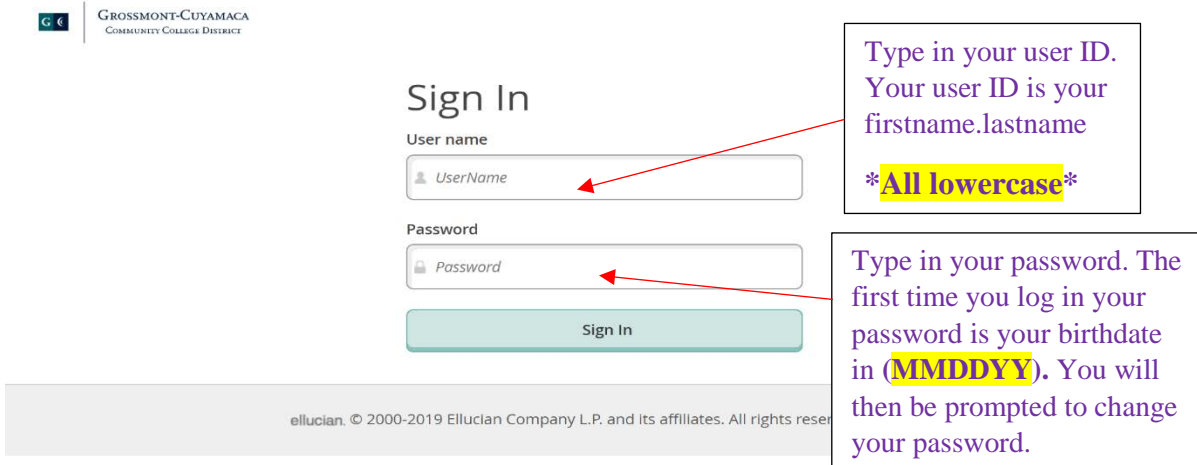 G C
GROSSMONT-CUYAMACA
COMMUNITY COLLEGE DISTRICT
Sign In
User name
UserName
Password
Password
Sign In
Type in your user ID.
Your user ID is your
firstname.lastname
*All lowercase*
Type in your password. The
first time you log in your
password is your birthdate
in (MMDDYY). You will
then be prompted to change
your password.
ellucian. © 2000-2019 Ellucian Company L.P. and its affiliates. All rights reser